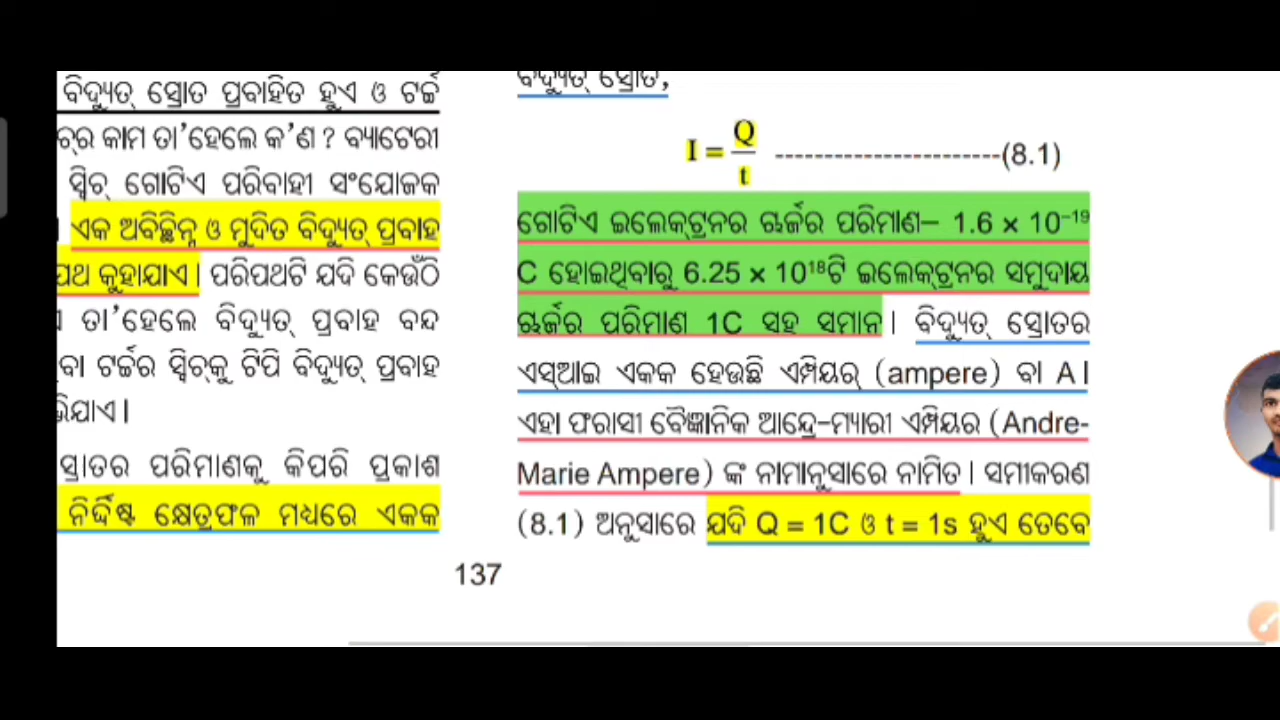 ବିଦ୍ୟୁତ୍ ସ୍ରୋତ ପ୍ରବାହିତ ହୁଏ ଓ ଟର୍ଚ୍ଚ
ଚ୍‌ର କାମ ତା'ହେଲେ କ'ଣ ? ବ୍ୟାଟେରୀ
ସ୍ୱିଚ୍ ଗୋଟିଏ ପରିବାହୀ ସଂଯୋଜକ
। ଏକ ଅବିଚ୍ଛିନ୍ନ ଓ ମୁଦିତ ବିଦ୍ୟୁତ୍ ପ୍ରବାହ
ପଥ କୁହାଯାଏ । ପରିପଥଟି ଯଦି କେଉଁଠି
ତା'ହେଲେ ବିଦ୍ୟୁତ୍ ପ୍ରବାହ ବନ୍ଦ
ବା ଟର୍ଚ୍ଚର ସ୍ୱିଚ୍‌କୁ ଟିପି ବିଦ୍ୟୁତ୍ ପ୍ରବାହ
ଯାଏ ।
ସ୍ରୋତର ପରିମାଣକୁ କିପରି ପ୍ରକାଶ
ନିର୍ଦ୍ଦିଷ୍ଟ କ୍ଷେତ୍ରଫଳ ମଧ୍ୟରେ ଏକକ
ବିଦ୍ୟୁତ୍ ସ୍ରୋତ,
I = Q/t -----------------------(8.1)
ଗୋଟିଏ ଇଲେକ୍‌ଟ୍ରନର ଋର୍ଜର ପରିମାଣ– 1.6 × 10⁻¹⁹
C ହୋଇଥିବାରୁ 6.25 × 10¹⁸ଟି ଇଲେକ୍‌ଟ୍ରନର ସମୁଦାୟ
ଋର୍ଜର ପରିମାଣ 1C ସହ ସମାନ । ବିଦ୍ୟୁତ୍ ସ୍ରୋତର
ଏସ୍‌ଆଇ ଏକକ ହେଉଛି ଏମ୍ପିୟର୍ (ampere) ବା A ।
ଏହା ଫରାସୀ ବୈଜ୍ଞାନିକ ଆନ୍ଦ୍ରେ–ମ୍ୟାରୀ ଏମ୍ପିୟର (Andre-
Marie Ampere) ଙ୍କ ନାମାନୁସାରେ ନାମିତ । ସମୀକରଣ
(8.1) ଅନୁସାରେ ଯଦି Q = 1C ଓ t = 1s ହୁଏ ତେବେ
137